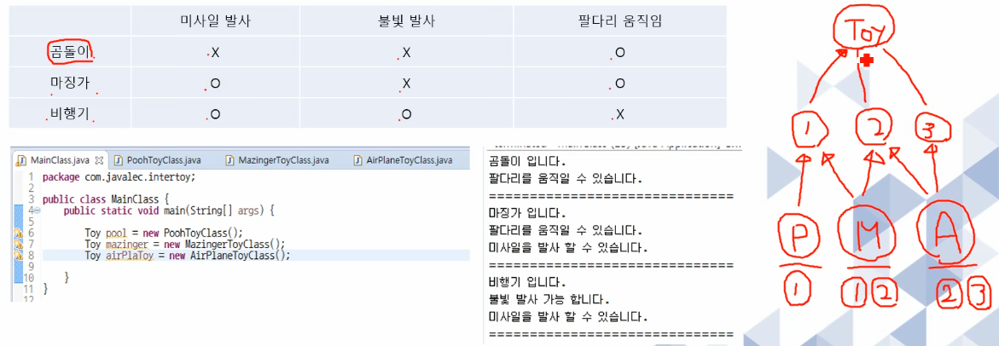 미사일 발사 불빛 발사 팔다리 움직임
곰돌이 X X O
마징가 O X O
비행기 O O X
MainClass.java PoohToyClass.java MazingerToyClass.java AirPlaneToyClass.java
1 package com.javalec.intertoy;
2
3 public class MainClass {
4 public static void main(String[] args) {
5
6 Toy pool = new PoohToyClass();
7 Toy mazinger = new MazingerToyClass();
8 Toy airPlaToy = new AirPlaneToyClass();
9
10 }
11 }
12
곰돌이 입니다.
팔다리를 움직일 수 있습니다.
==============================
마징가 입니다.
팔다리를 움직일 수 있습니다.
미사일을 발사 할 수 있습니다.
==============================
비행기 입니다.
불빛 발사 가능 합니다.
미사일을 발사 할 수 있습니다.
==============================
Toy
1 2 3
P M A
1 1 2 2 3